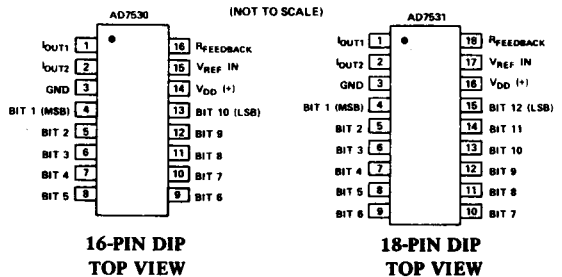 (NOT TO SCALE)
AD7530
IOUT1 1
IOUT2 2
GND 3
BIT 1 (MSB) 4
BIT 2 5
BIT 3 6
BIT 4 7
BIT 5 8
16 RFEEDBACK
15 VREF IN
14 VDD (+)
13 BIT 10 (LSB)
12 BIT 9
11 BIT 8
10 BIT 7
9 BIT 6
16-PIN DIP
TOP VIEW
AD7531
IOUT1 1
IOUT2 2
GND 3
BIT 1 (MSB) 4
BIT 2 5
BIT 3 6
BIT 4 7
BIT 5 8
BIT 6 9
18 RFEEDBACK
17 VREF IN
16 VDD (+)
15 BIT 12 (LSB)
14 BIT 11
13 BIT 10
12 BIT 9
11 BIT 8
10 BIT 7
18-PIN DIP
TOP VIEW